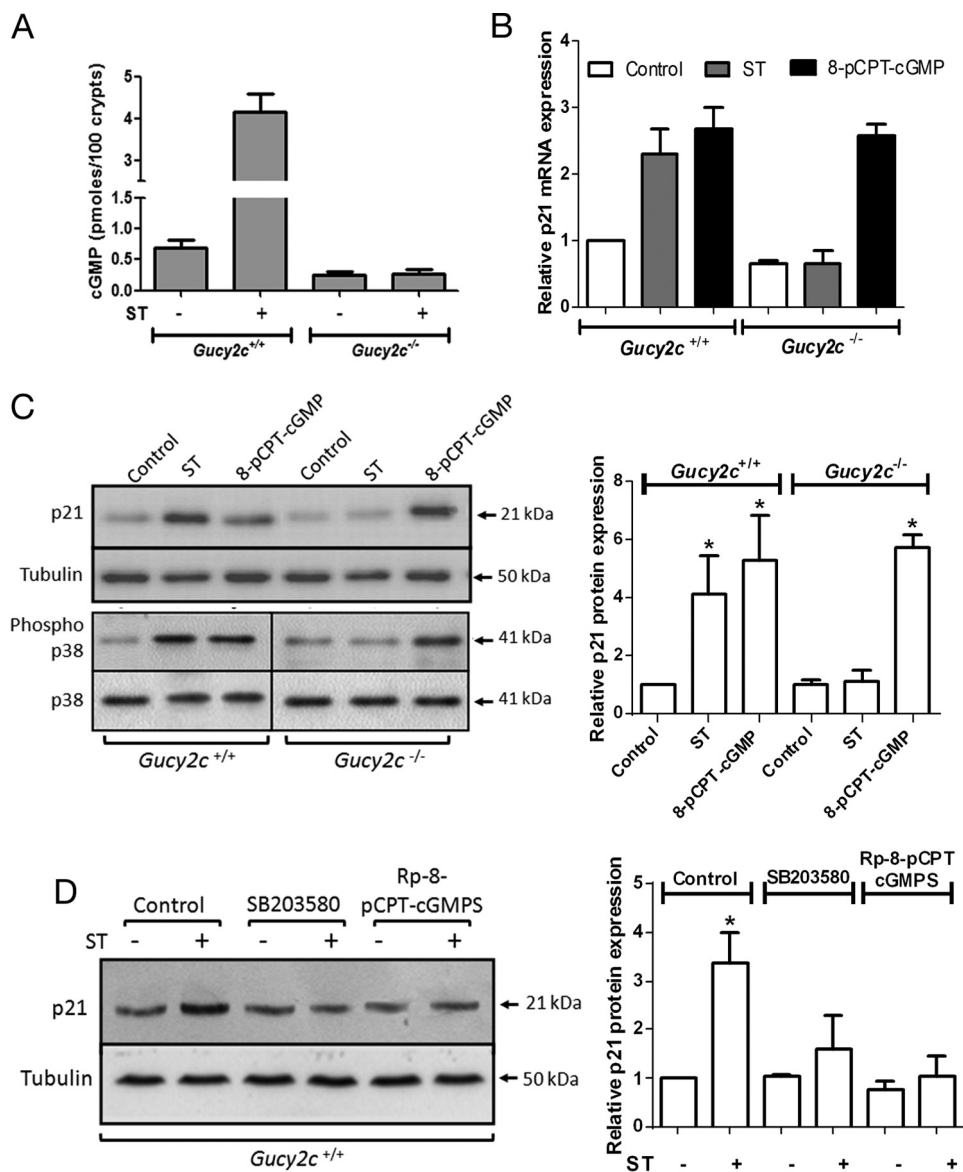 A
cGMP (pmoles/100 crypts)
5
4
3
2
1.5
1.0
0.5
0.0
ST - + - +
Gucy2c+/+ Gucy2c-/-
B
Relative p21 mRNA expression
4
3
2
1
0
Control ST 8-pCPT-cGMP
Gucy2c +/+ Gucy2c -/-
C
Control ST 8-pCPT-cGMP Control ST 8-pCPT-cGMP
p21 21 kDa
Tubulin 50 kDa
Phospho
p38 41 kDa
p38 41 kDa
Gucy2c +/+ Gucy2c -/-
Relative p21 protein expression
8
6
4
2
0
Gucy2c+/+ Gucy2c-/-
* * *
Control ST 8-pCPT-cGMP Control ST 8-pCPT-cGMP
D
Rp-8-
Control SB203580 pCPT-cGMPS
ST - + - + - +
p21 21 kDa
Tubulin 50 kDa
Gucy2c +/+
Relative p21 protein expression
5
4
3
2
1
0
Rp-8-pCPT
Control SB203580 cGMPS
*
ST - + - + - +